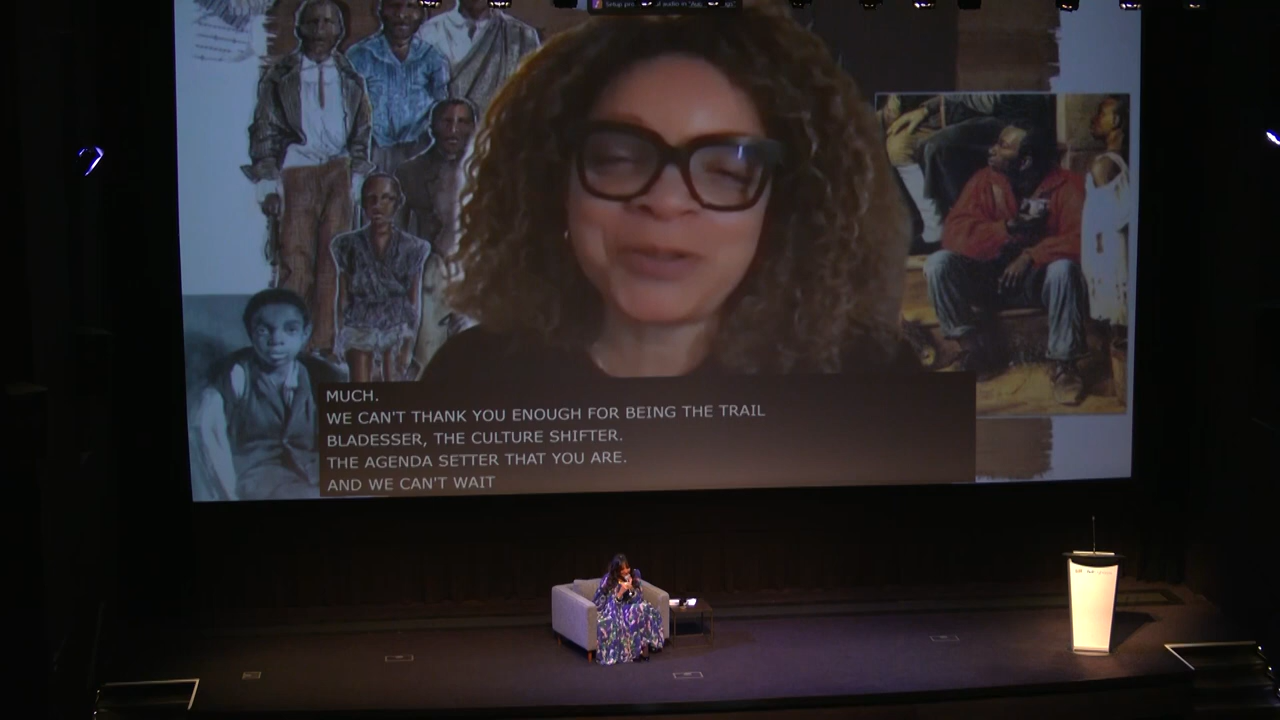 MUCH.
WE CAN'T THANK YOU ENOUGH FOR BEING THE TRAIL
BLADESSER, THE CULTURE SHIFTER.
THE AGENDA SETTER THAT YOU ARE.
AND WE CAN'T WAIT